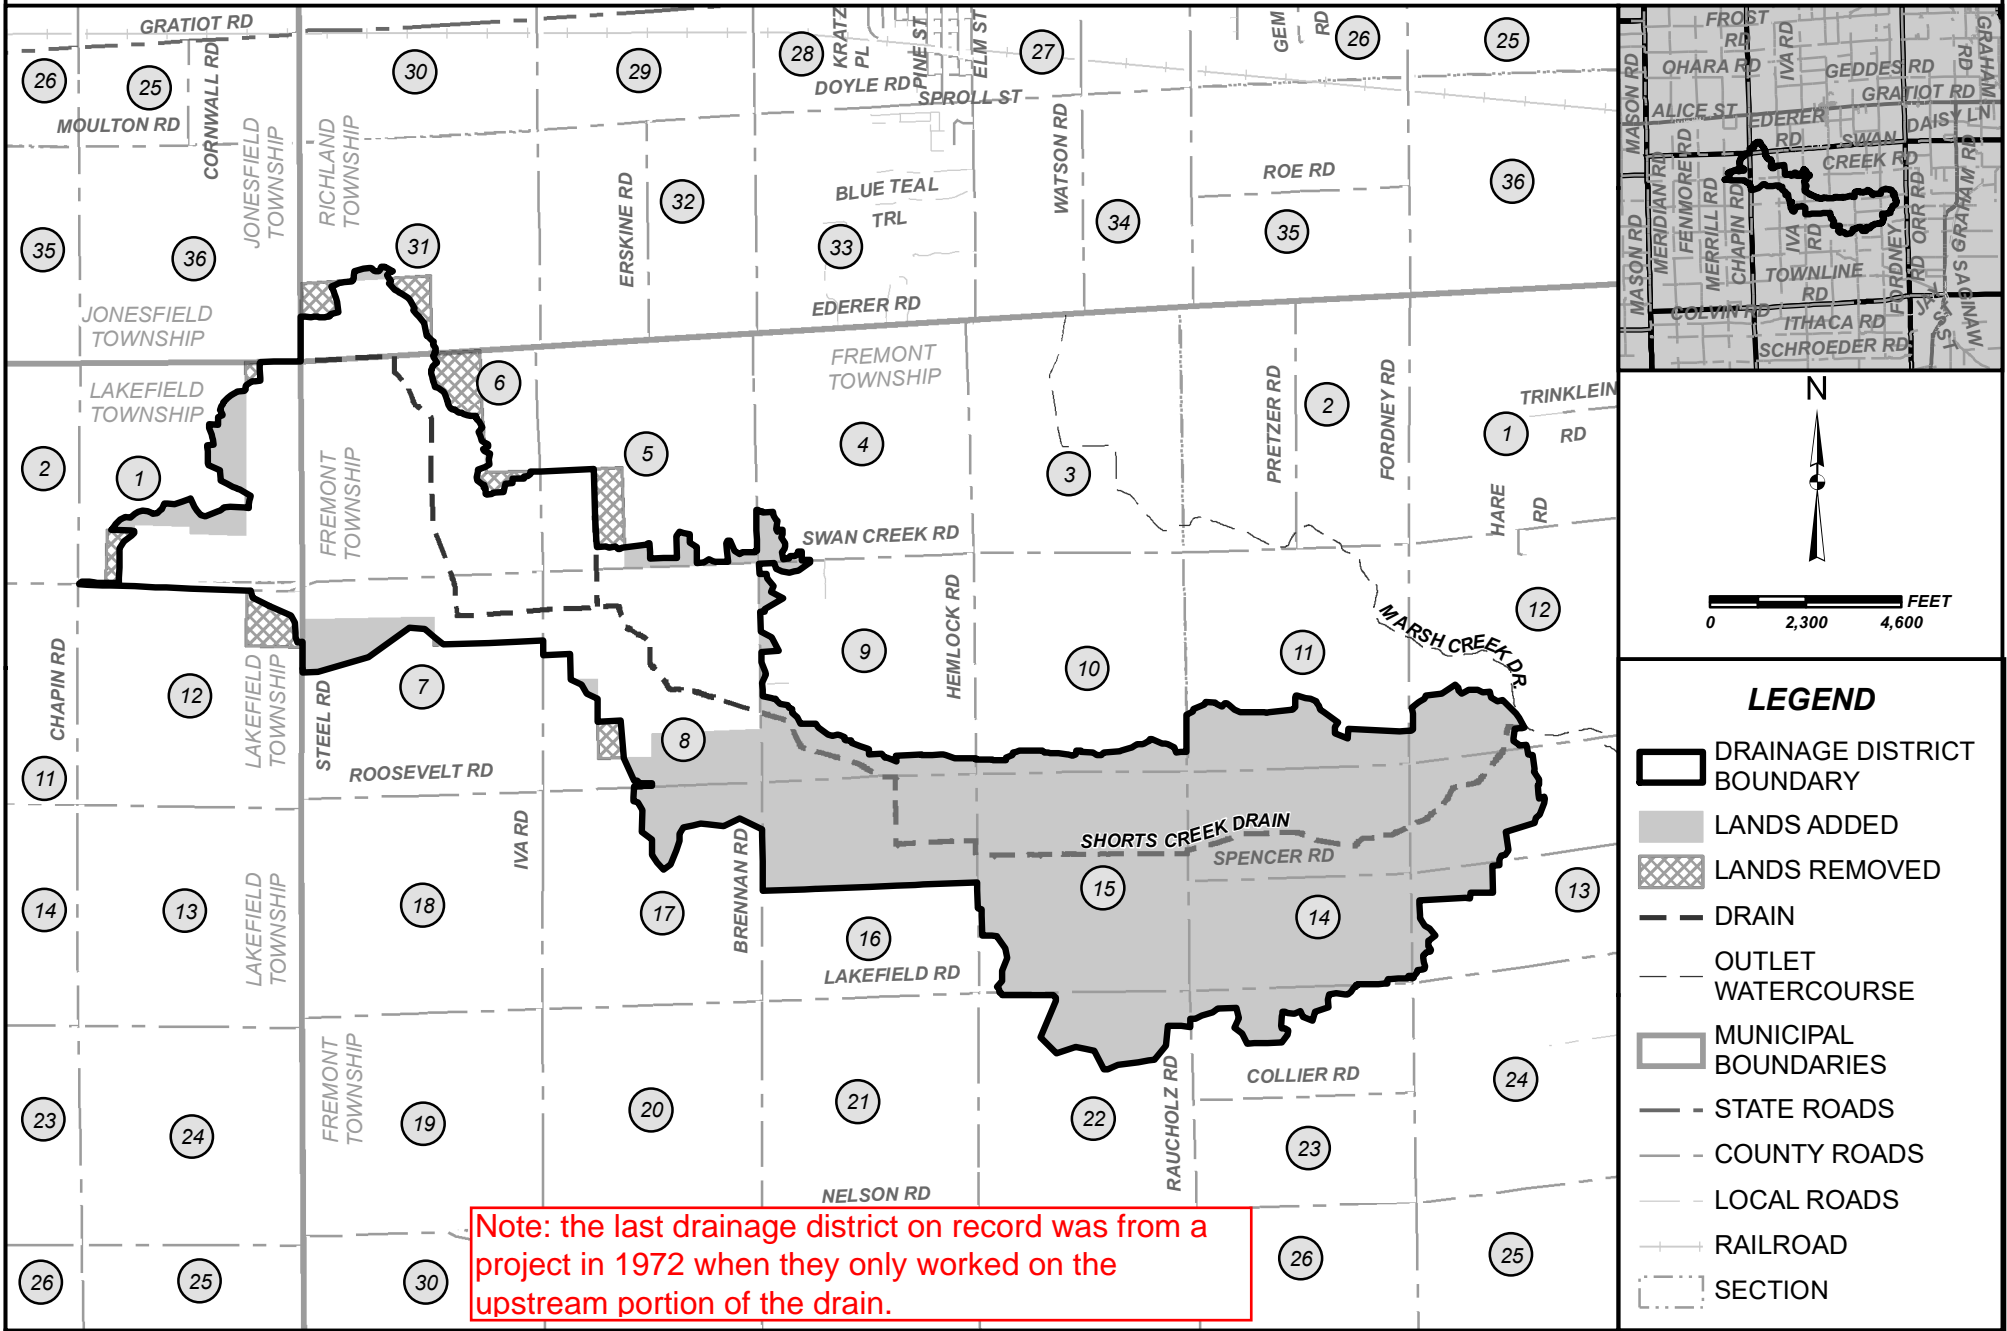 GRATIOT RD
KRATZ
PL
PINE ST
ELM ST
GEM
RD
26
25
CORNWALL RD
MOULTON RD
30
29
28
DOYLE RD
SPROLL ST
27
26
25
JONESFIELD
TOWNSHIP
RICHLAND
TOWNSHIP
35
36
31
ERSKINE RD
32
BLUE TEAL
TRL
33
WATSON RD
34
ROE RD
35
36
EDERER RD
JONESFIELD
TOWNSHIP
LAKEFIELD
TOWNSHIP
FREMONT
TOWNSHIP
FREMONT
TOWNSHIP
2
1
6
5
4
3
PRETZER RD
2
FORDNEY RD
1
TRINKLEIN
RD
HARE
RD
SWAN CREEK RD
CHAPIN RD
11
12
LAKEFIELD
TOWNSHIP
STEEL RD
7
ROOSEVELT RD
8
9
HEMLOCK RD
10
11
12
MARSH CREEK DR.
IVA RD
BRENNAN RD
SHORTS CREEK DRAIN
SPENCER RD
14
13
LAKEFIELD
TOWNSHIP
18
17
16
LAKEFIELD RD
15
14
13
FREMONT
TOWNSHIP
23
24
19
20
21
22
RAUCHOLZ RD
COLLIER RD
23
24
NELSON RD
26
25
30
26
25
Note: the last drainage district on record was from a
project in 1972 when they only worked on the
upstream portion of the drain.
FROST
RD
IVA RD
OHARA RD
GEDDES RD
GRATIOT RD
MASON RD
ALICE ST
EDERER
RD
SWAN
CREEK RD
DAISY LN
GRAHAM RD
MERIDIAN RD
FENMORE RD
MERRILL RD
CHAPIN RD
IVA
RD
MASON RD
FORDNEY
RD
ORR RD
S GRAHAM RD
TOWNLINE
RD
COLVIN RD
ITHACA RD
SCHROEDER RD
SAGINAW
ST
N
FEET
0
2,300
4,600
LEGEND
DRAINAGE DISTRICT
BOUNDARY
LANDS ADDED
LANDS REMOVED
DRAIN
OUTLET
WATERCOURSE
MUNICIPAL
BOUNDARIES
STATE ROADS
COUNTY ROADS
LOCAL ROADS
RAILROAD
SECTION